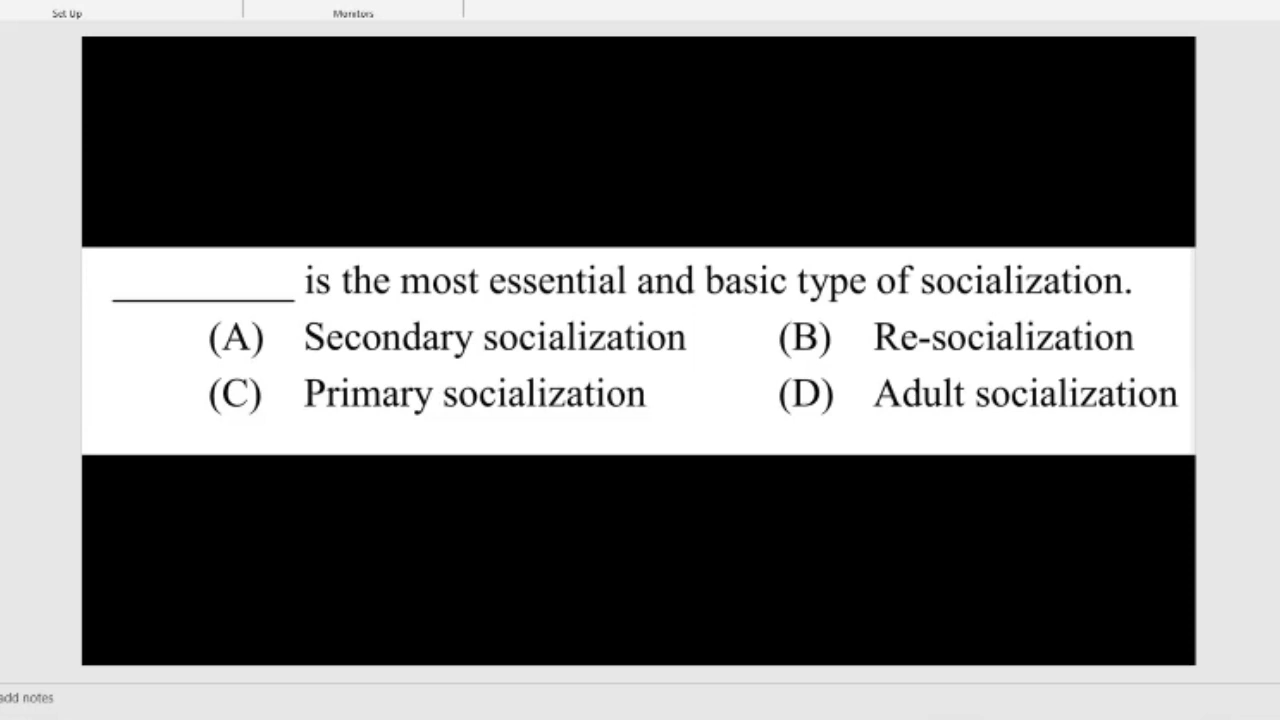 Set Up Monitors
__________ is the most essential and basic type of socialization.
(A) Secondary socialization (B) Re-socialization
(C) Primary socialization (D) Adult socialization
add notes